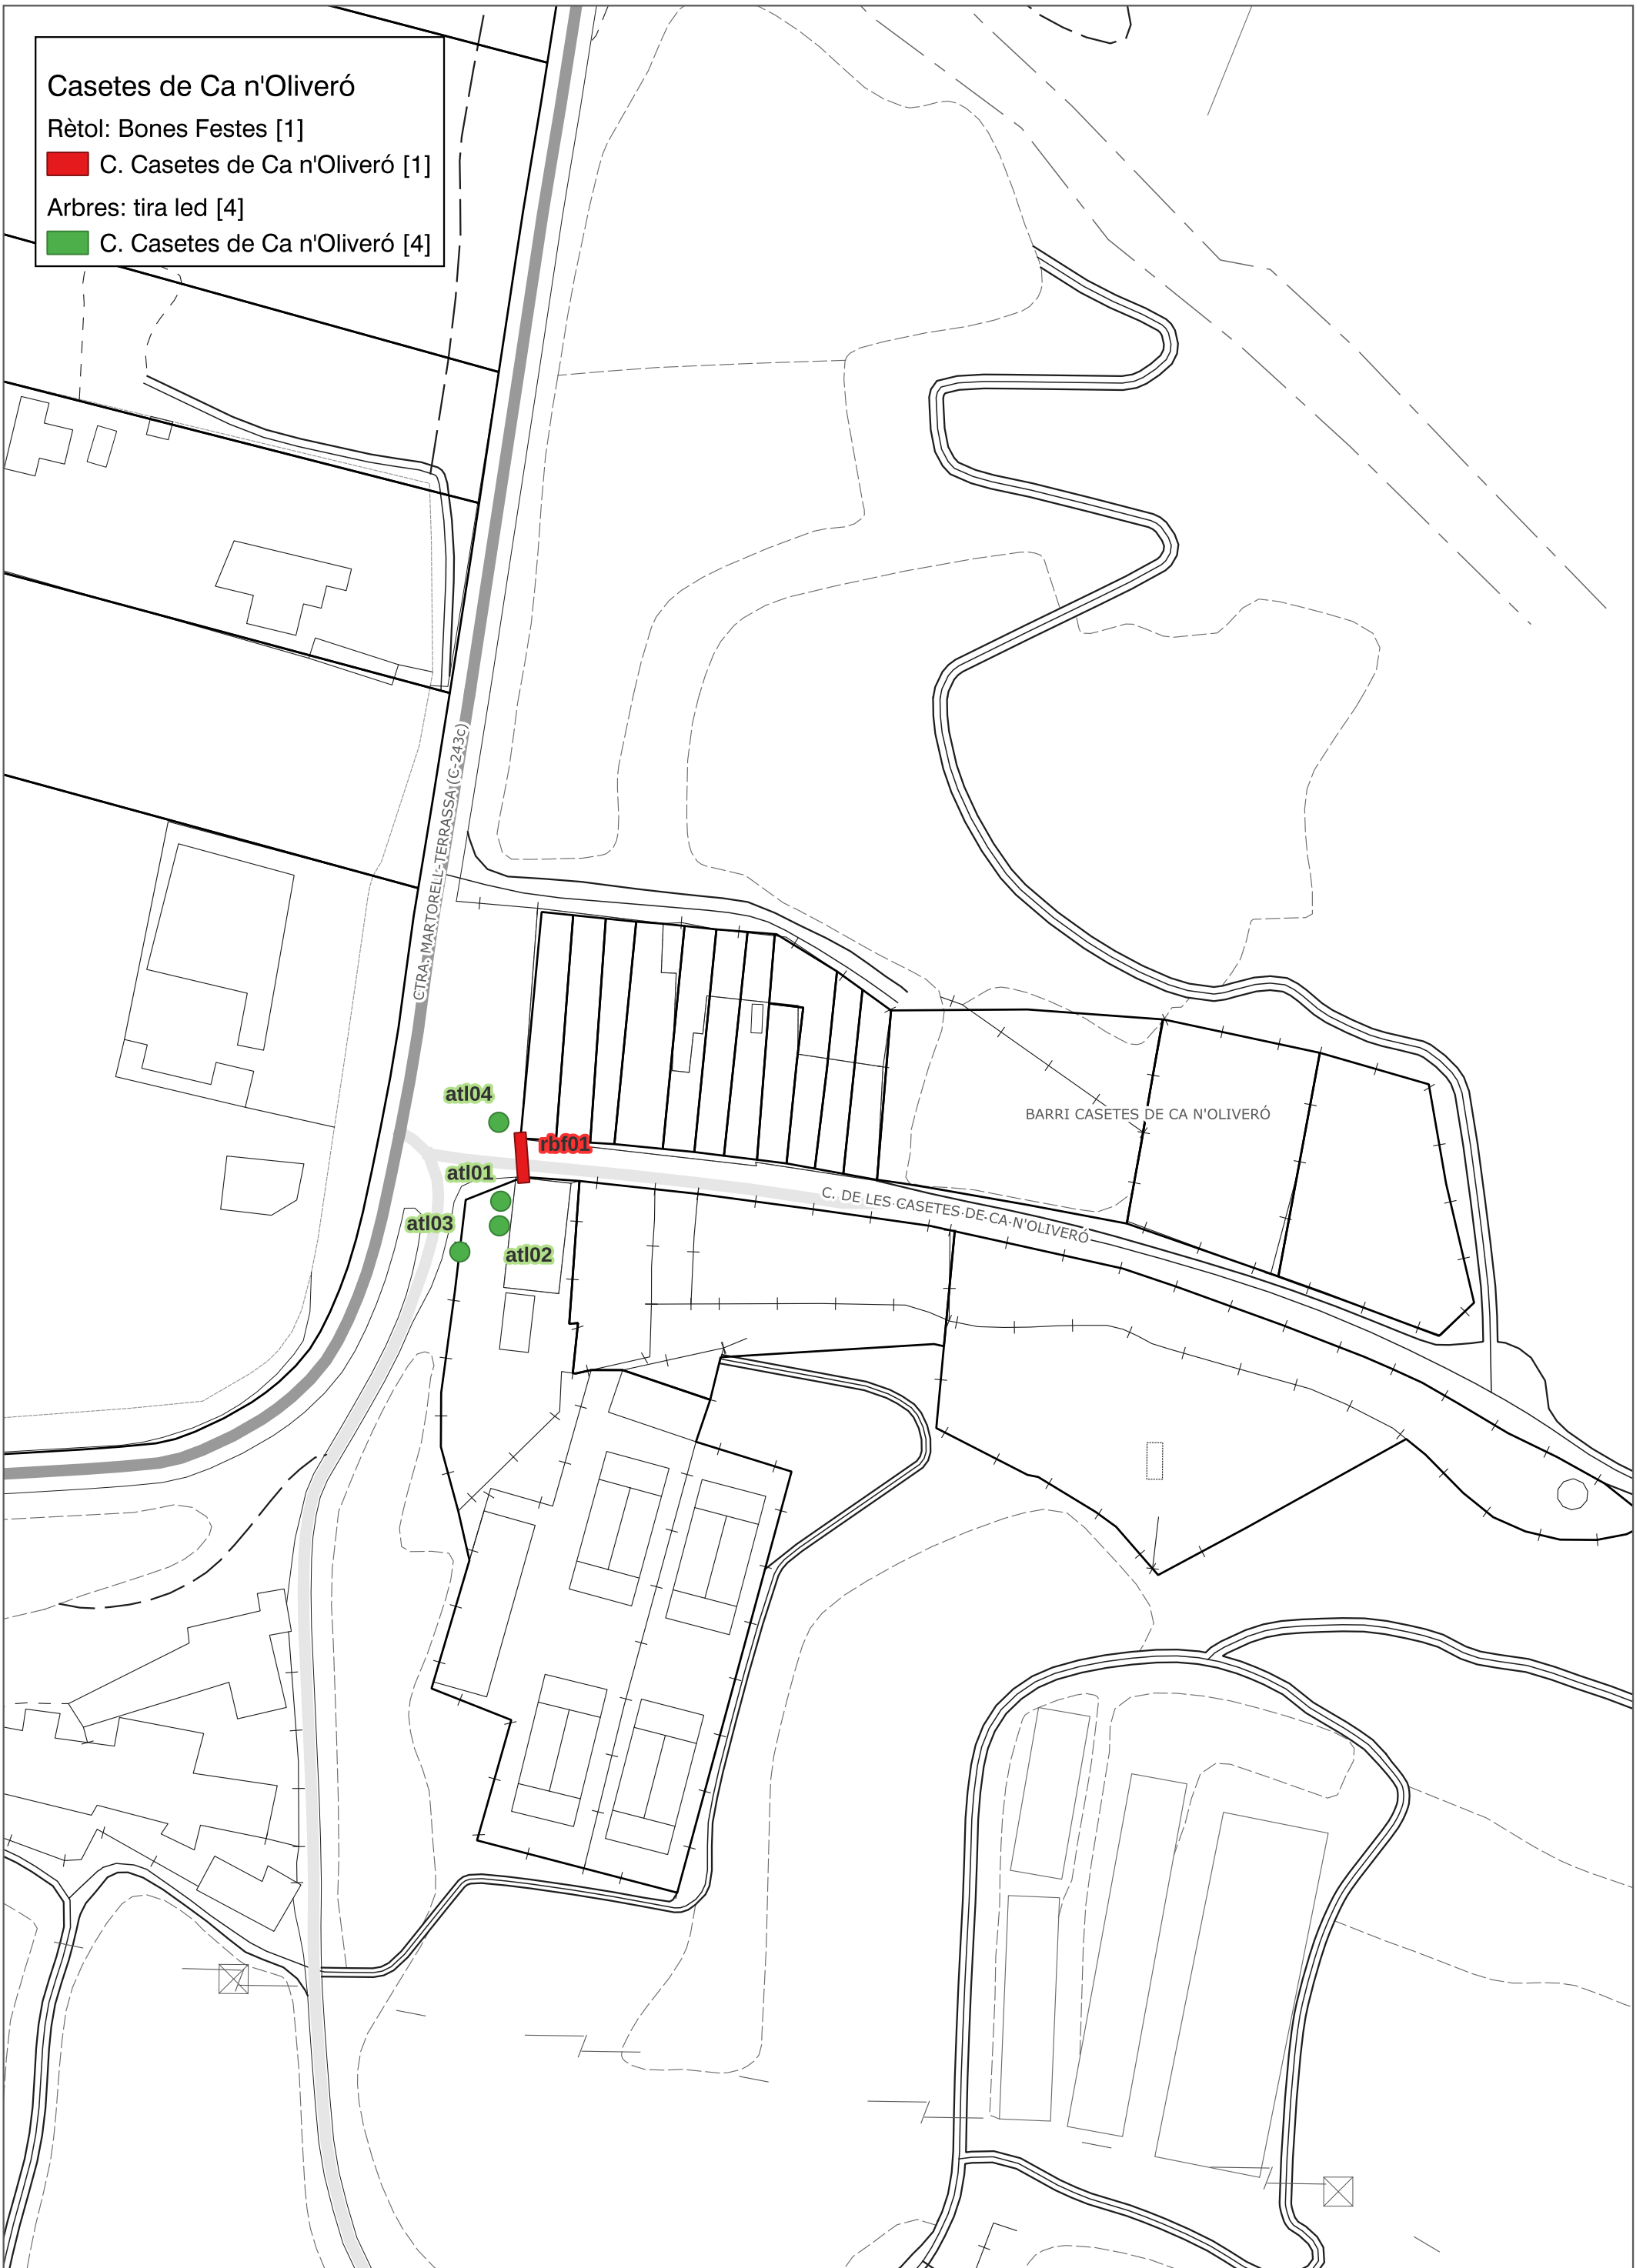 Casetes de Ca n'Oliveró
Rètol: Bones Festes [1]
C. Casetes de Ca n'Oliveró [1]
Arbres: tira led [4]
C. Casetes de Ca n'Oliveró [4]
CTRA. MARTORELL-TERRASSA (C-243c)
atl04
rbf01
BARRI CASETES DE CA N'OLIVERÓ
atl01
C. DE LES CASETES DE CA N'OLIVERÓ
atl03
atl02